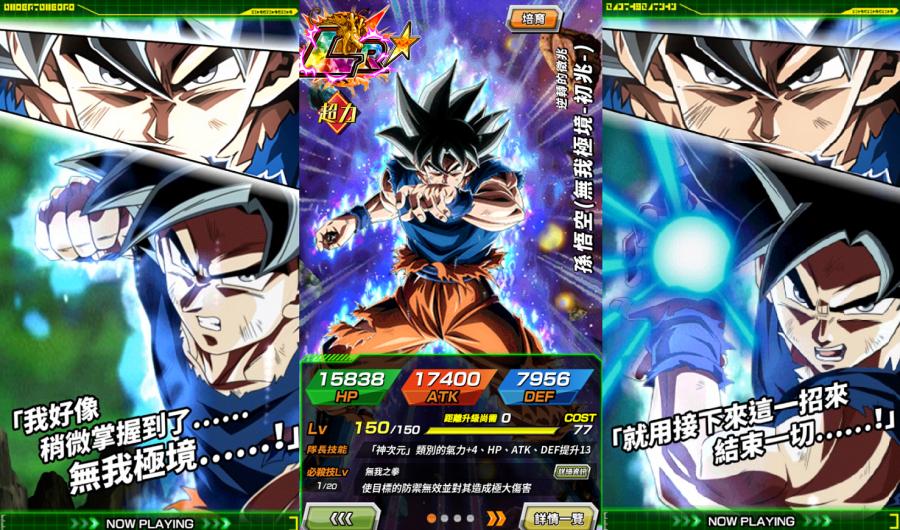 「我好像
稍微掌握到了……
無我極境……！」
NOW PLAYING
LR
超力
培育
逆轉的徵兆
孫悟空(無我極境-初兆-)
15838
HP
17400
ATK
7956
DEF
距離升級尚需 0
COST
Lv 150/150
77
隊長技能
「神次元」類別的氣力+4、HP、ATK、DEF提升13
必殺技Lv
1/20
無我之拳
詳細資訊
使目標的防禦無效並對其造成極大傷害
詳情一覽
「就用接下來這一招來
結束一切……！」
NOW PLAYING